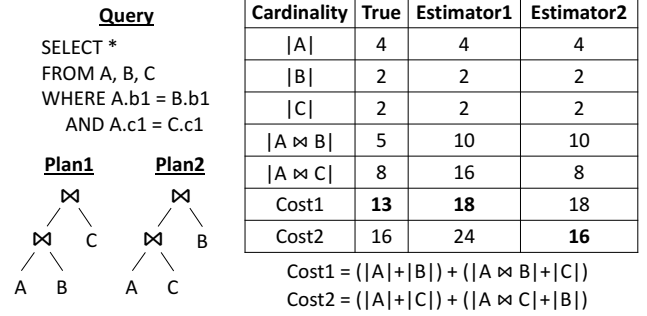 Query
SELECT *
FROM A, B, C
WHERE A.b1 = B.b1
AND A.c1 = C.c1
Plan1 Plan2
⋈ ⋈
⋈ C ⋈ B
A B A C
Cardinality True Estimator1 Estimator2
|A| 4 4 4
|B| 2 2 2
|C| 2 2 2
|A ⋈ B| 5 10 10
|A ⋈ C| 8 16 8
Cost1 13 18 18
Cost2 16 24 16
Cost1 = (|A|+|B|) + (|A ⋈ B|+|C|)
Cost2 = (|A|+|C|) + (|A ⋈ C|+|B|)